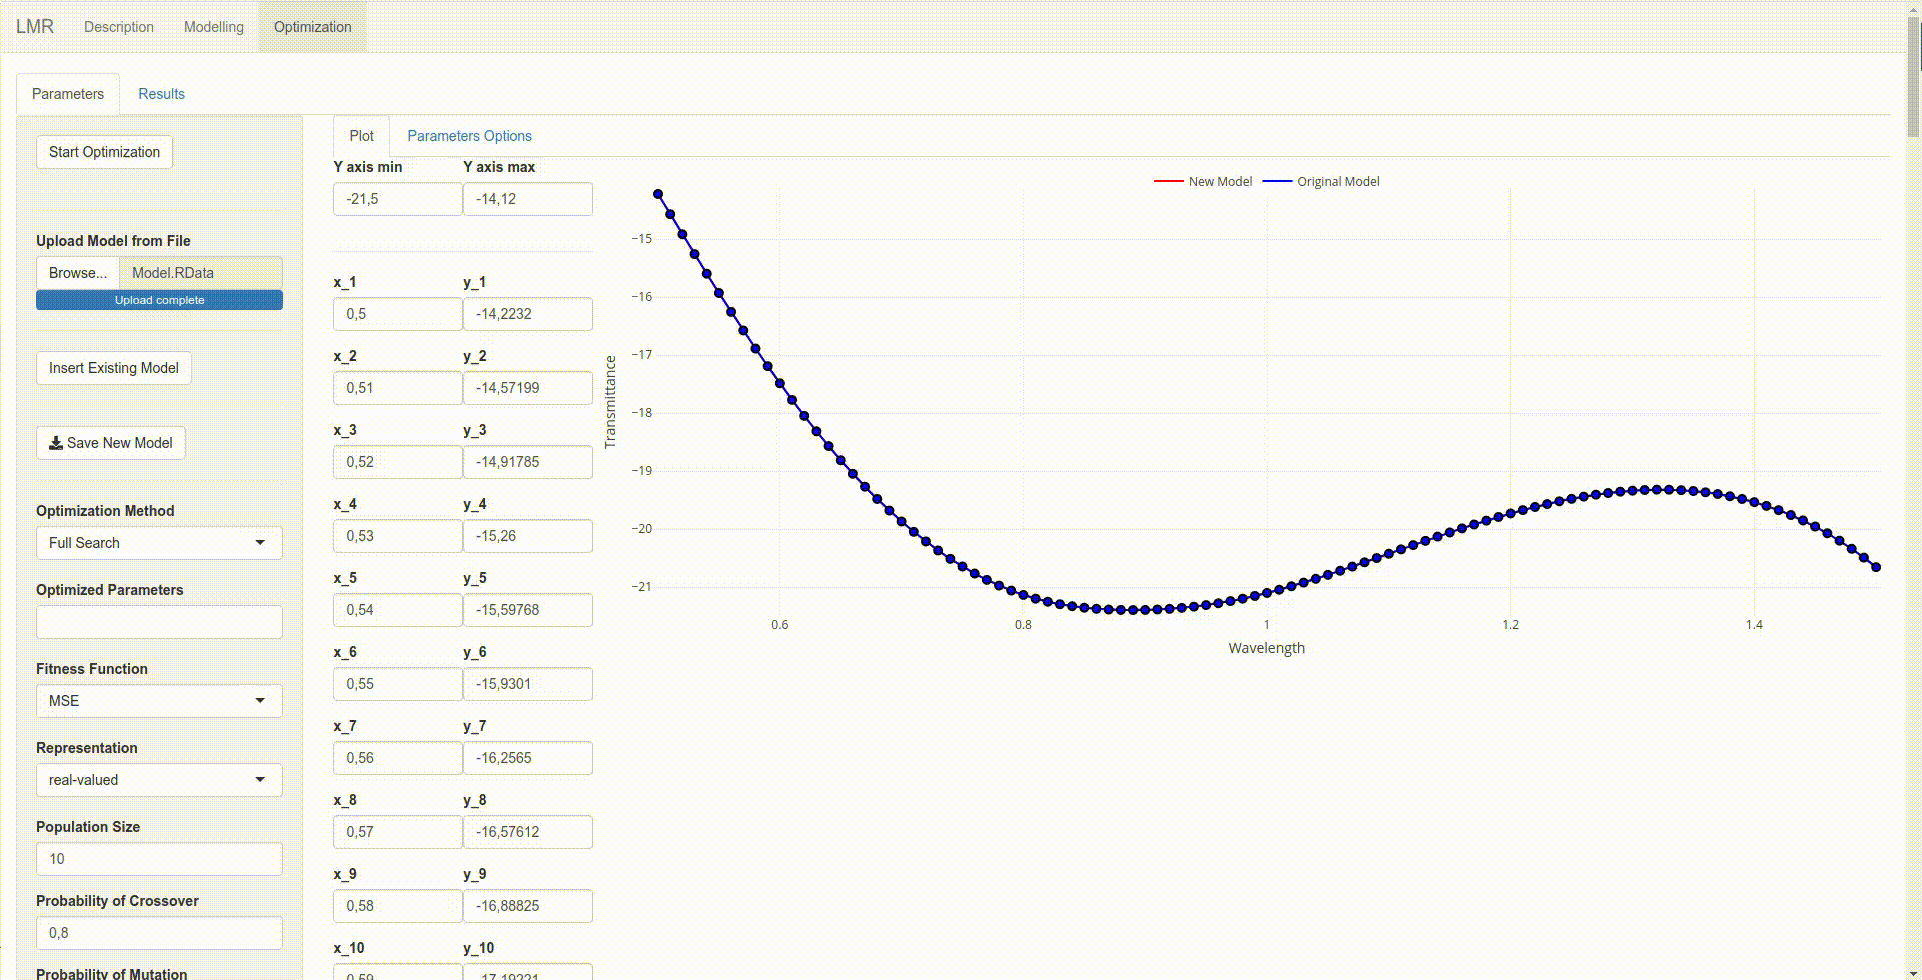 LMR Description Modelling Optimization
Parameters Results
Start Optimization
Upload Model from File
Browse... Model.RData
Upload complete
Insert Existing Model
Save New Model
Optimization Method
Full Search
Optimized Parameters
Fitness Function
MSE
Representation
real-valued
Population Size
10
Probability of Crossover
0,8
Probability of Mutation
Plot Parameters Options
Y axis min Y axis max
-21,5 -14,12
x_1 y_1
0,5 -14,2232
x_2 y_2
0,51 -14,57199
x_3 y_3
0,52 -14,91785
x_4 y_4
0,53 -15,26
x_5 y_5
0,54 -15,59768
x_6 y_6
0,55 -15,9301
x_7 y_7
0,56 -16,2565
x_8 y_8
0,57 -16,57612
x_9 y_9
0,58 -16,88825
x_10 y_10
0,59 -17,19221
New Model Original Model
−15
−16
−17
−18
−19
−20
−21
Transmittance
0.6 0.8 1 1.2 1.4
Wavelength